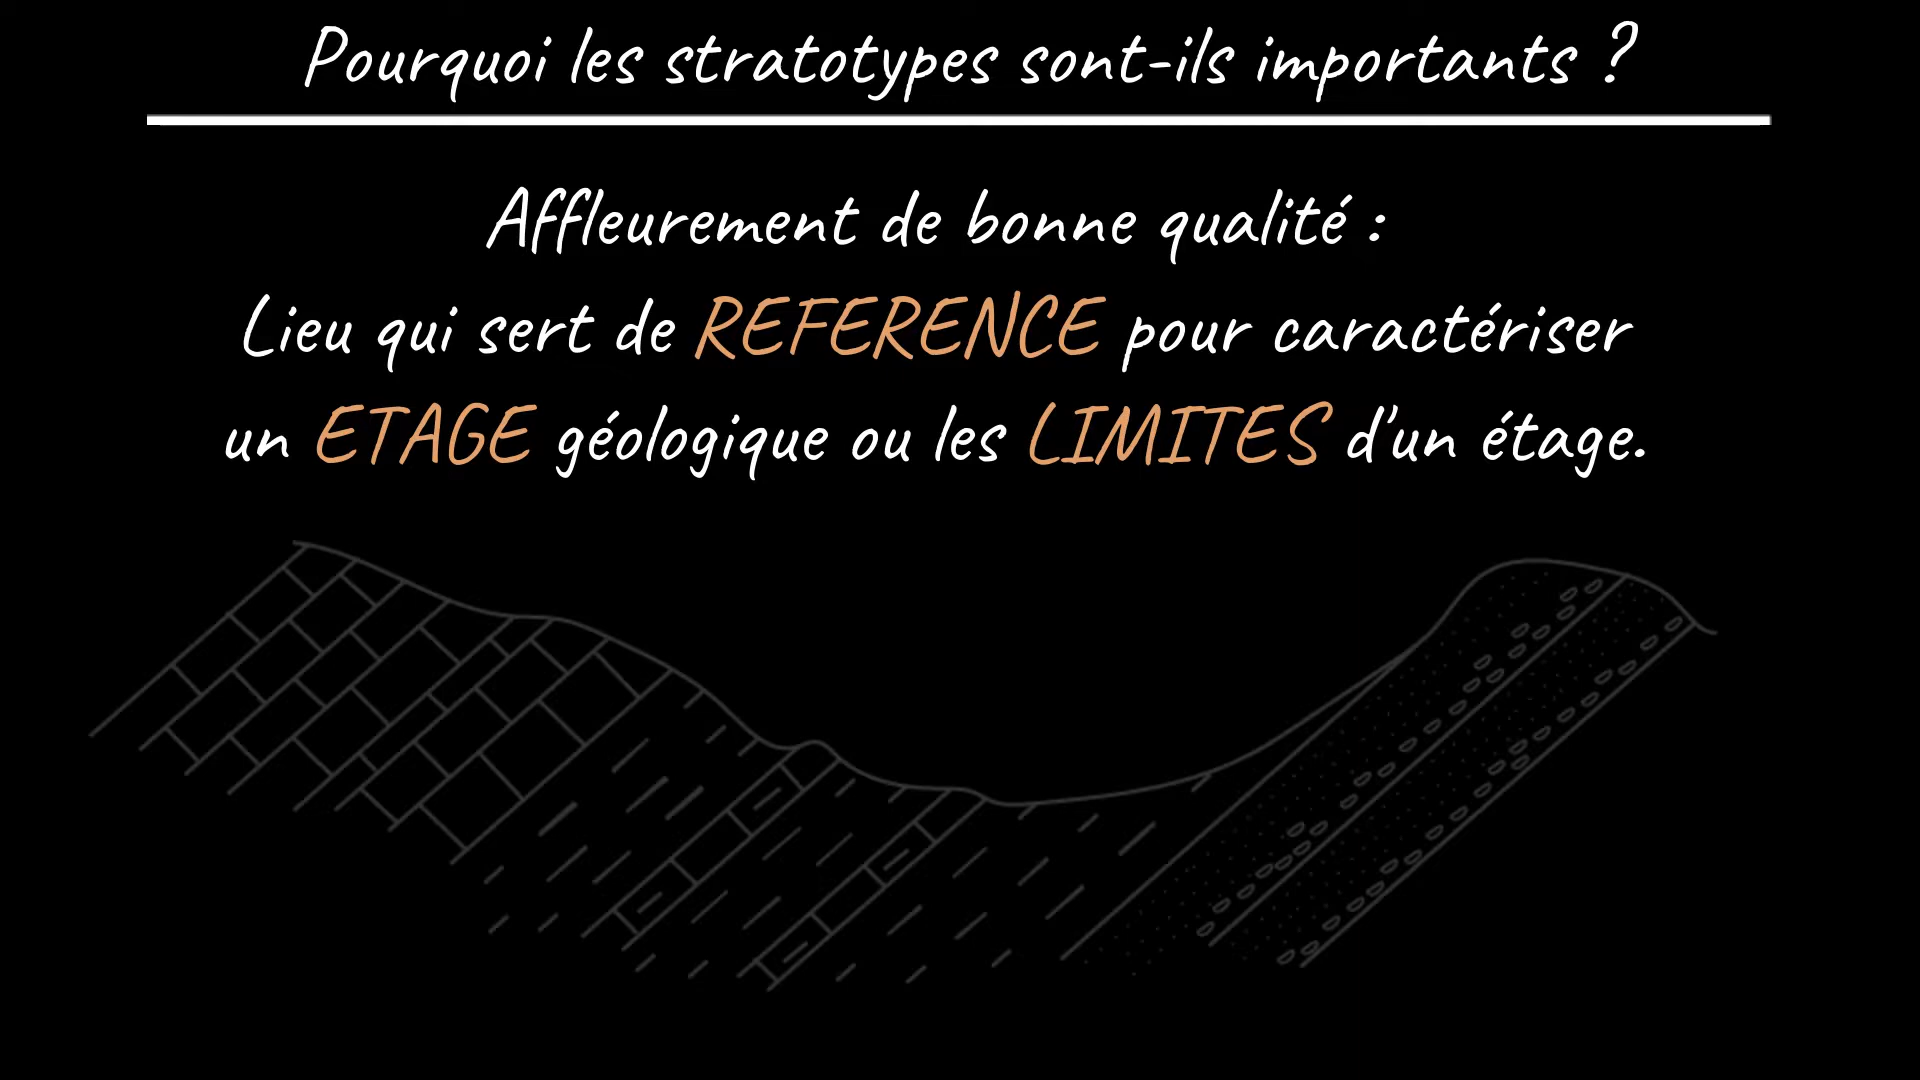 Pourquoi les stratotypes sont-ils importants ?
Affleurement de bonne qualité :
Lieu qui sert de REFERENCE pour caractériser
un ETAGE géologique ou les LIMITES d'un étage.